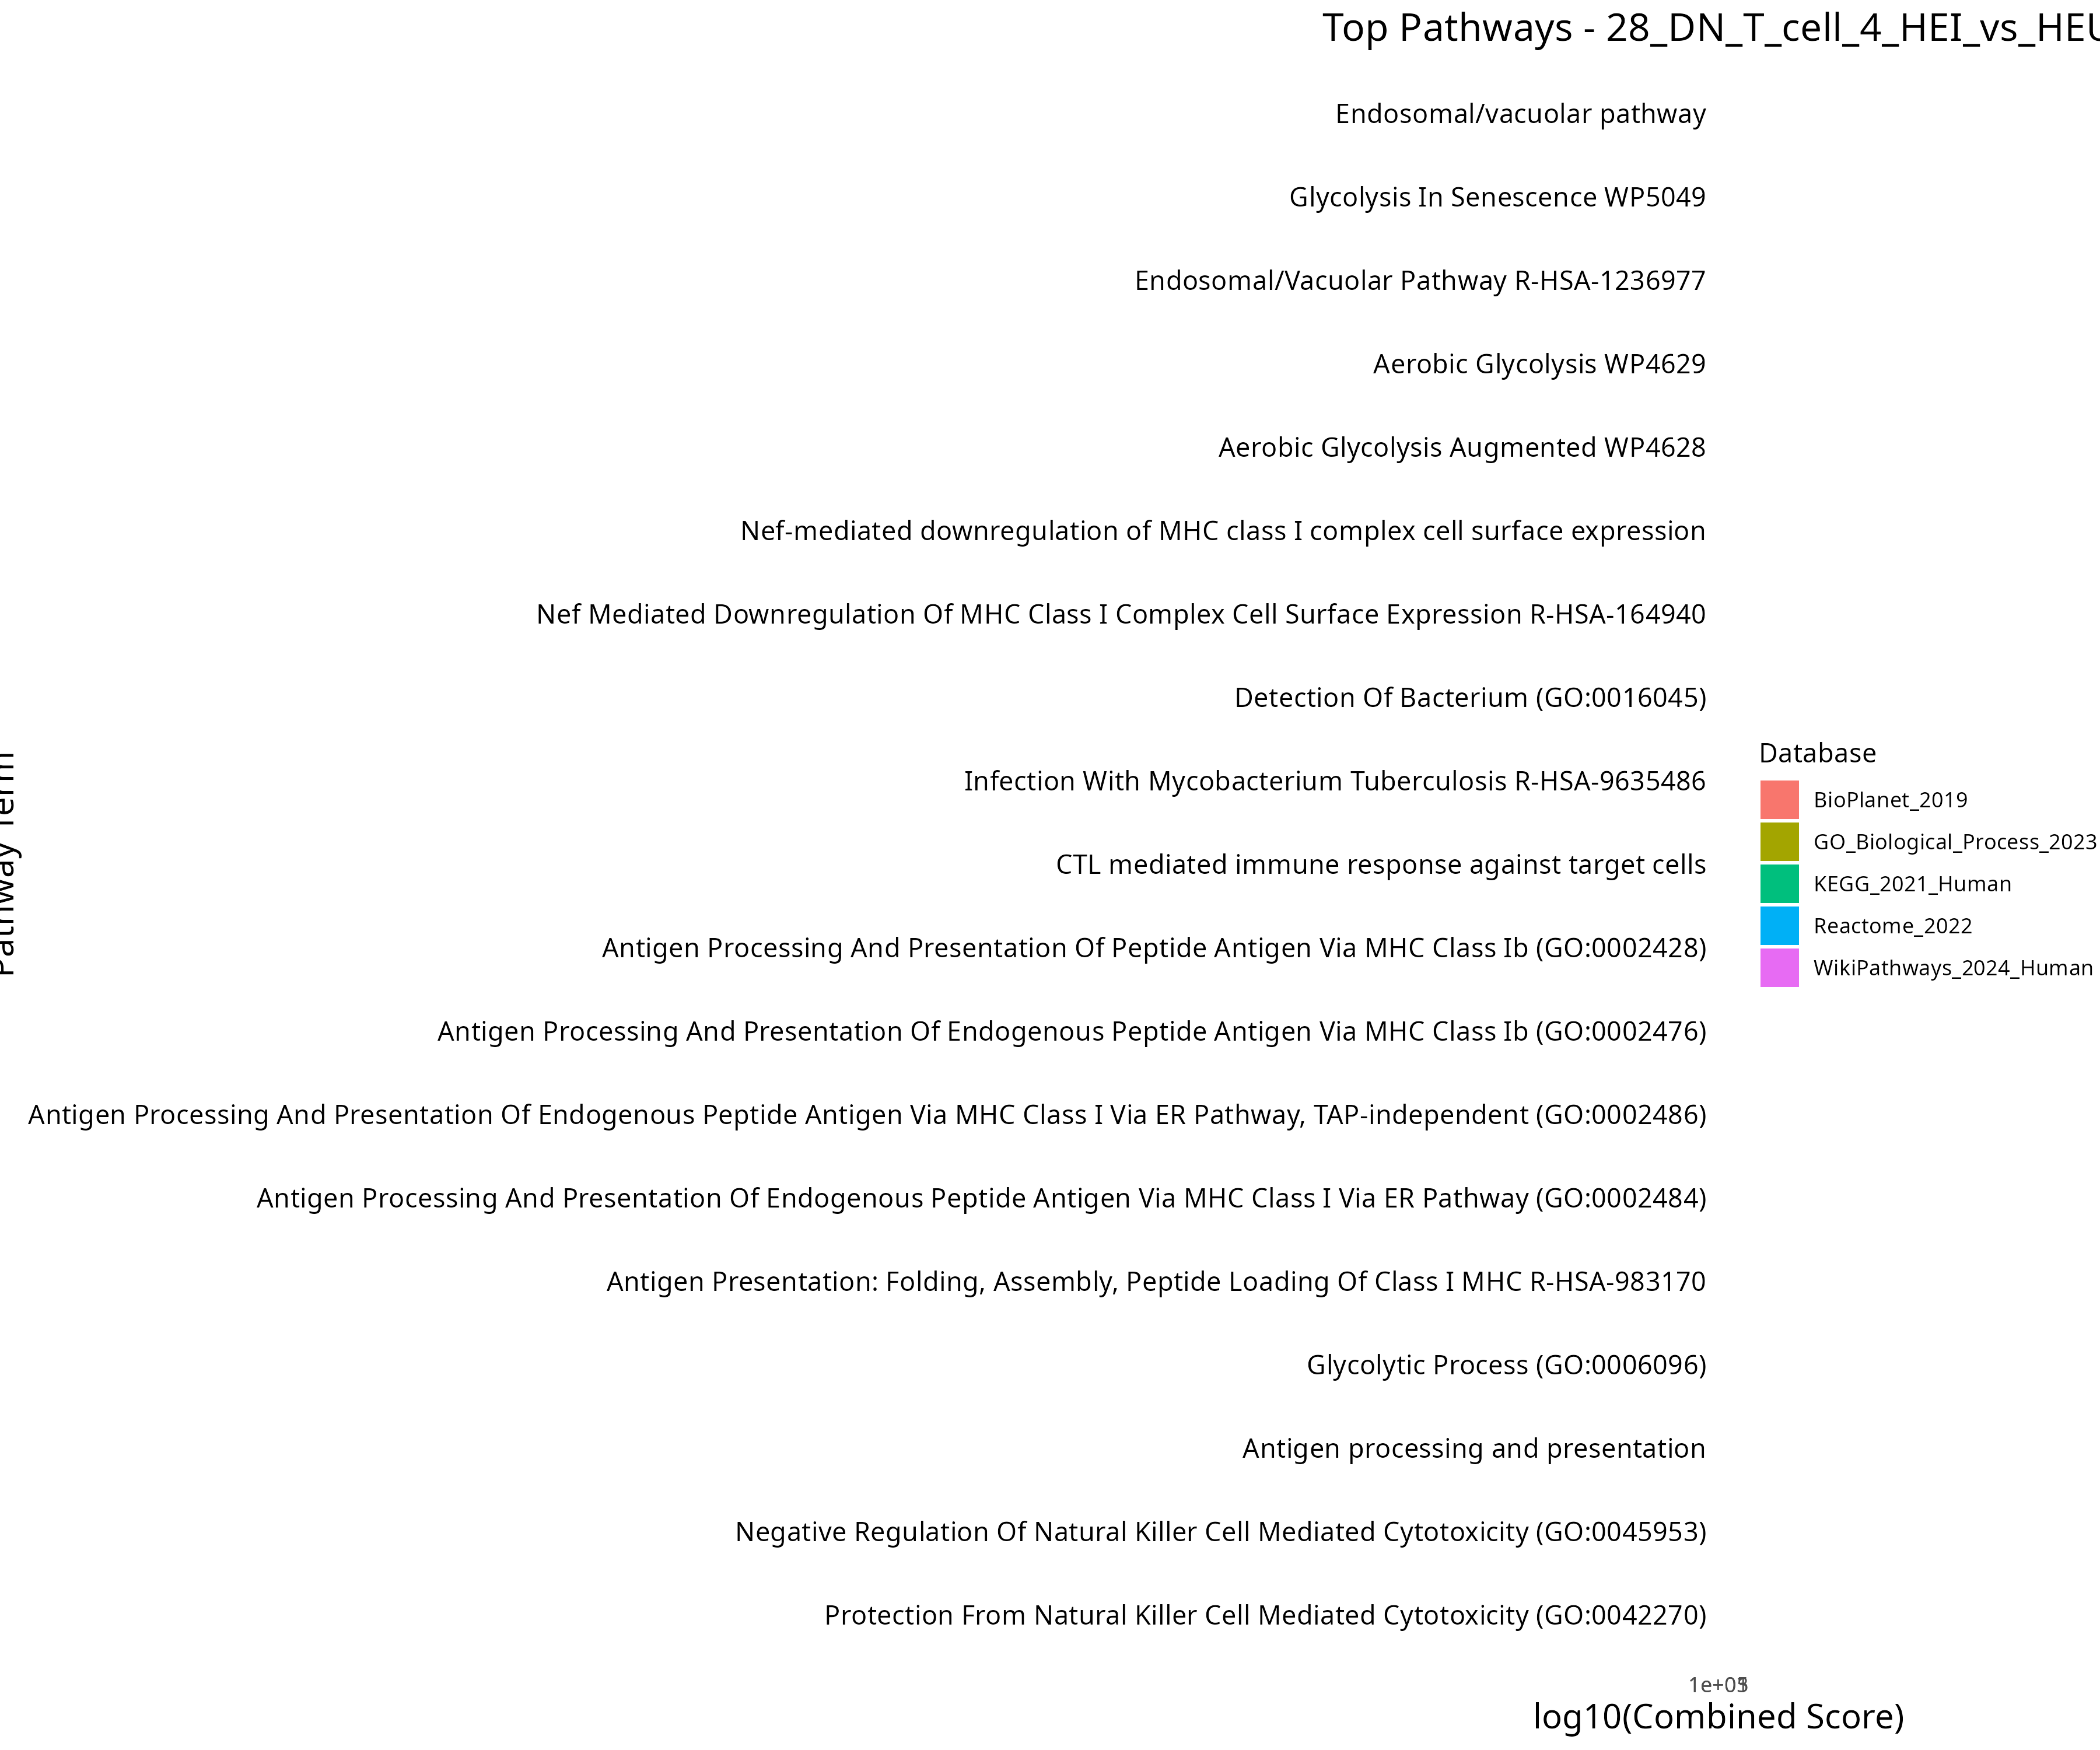 Top Pathways - 28_DN_T_cell_4_HEI_vs_HEU
Endosomal/vacuolar pathway
Glycolysis In Senescence WP5049
Endosomal/Vacuolar Pathway R-HSA-1236977
Aerobic Glycolysis WP4629
Aerobic Glycolysis Augmented WP4628
Nef-mediated downregulation of MHC class I complex cell surface expression
Nef Mediated Downregulation Of MHC Class I Complex Cell Surface Expression R-HSA-164940
Detection Of Bacterium (GO:0016045)
Infection With Mycobacterium Tuberculosis R-HSA-9635486
CTL mediated immune response against target cells
Antigen Processing And Presentation Of Peptide Antigen Via MHC Class Ib (GO:0002428)
Antigen Processing And Presentation Of Endogenous Peptide Antigen Via MHC Class Ib (GO:0002476)
Antigen Processing And Presentation Of Endogenous Peptide Antigen Via MHC Class I Via ER Pathway, TAP-independent (GO:0002486)
Antigen Processing And Presentation Of Endogenous Peptide Antigen Via MHC Class I Via ER Pathway (GO:0002484)
Antigen Presentation: Folding, Assembly, Peptide Loading Of Class I MHC R-HSA-983170
Glycolytic Process (GO:0006096)
Antigen processing and presentation
Negative Regulation Of Natural Killer Cell Mediated Cytotoxicity (GO:0045953)
Protection From Natural Killer Cell Mediated Cytotoxicity (GO:0042270)
log10(Combined Score)
Pathway Term
Database
BioPlanet_2019
GO_Biological_Process_2023
KEGG_2021_Human
Reactome_2022
WikiPathways_2024_Human